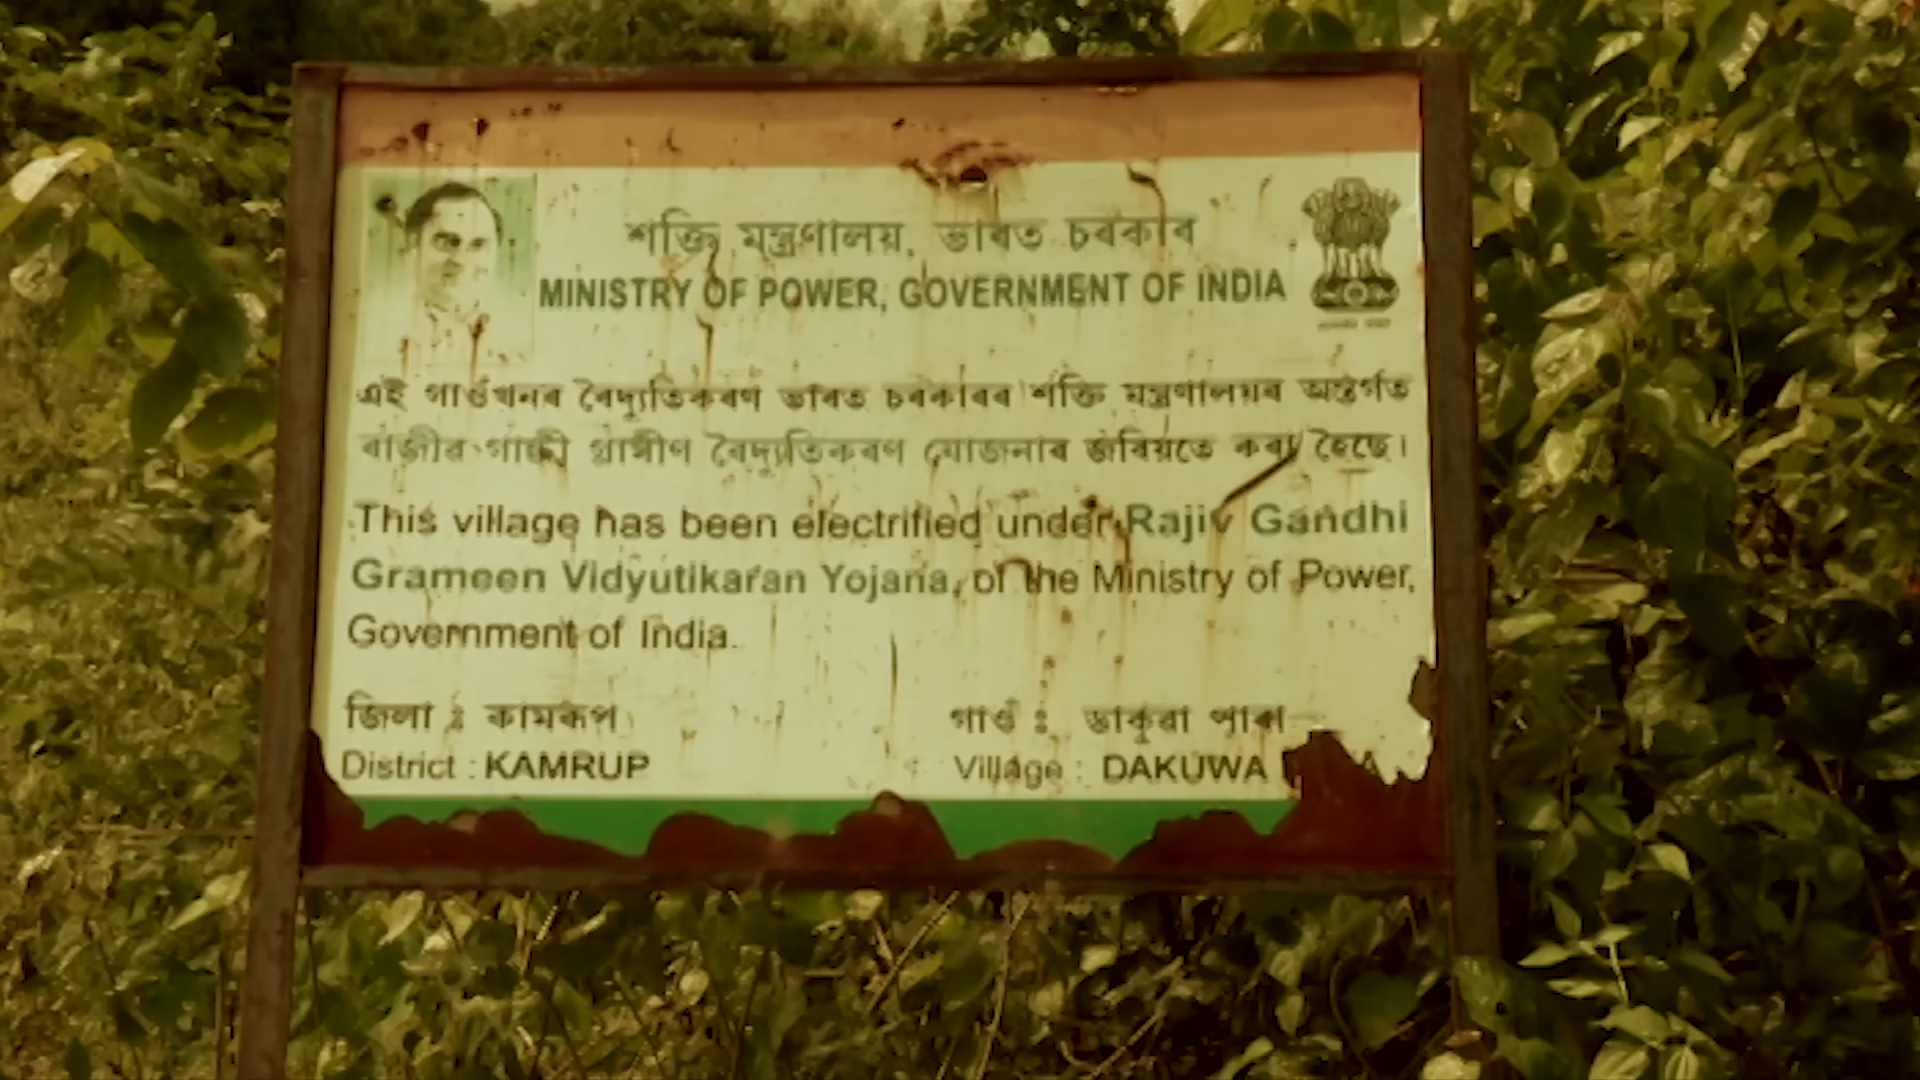 শক্তি মন্ত্ৰণালয়, ভাৰত চৰকাৰ
MINISTRY OF POWER, GOVERNMENT OF INDIA
এই গাওঁখনৰ বৈদ্যুতিকৰণ ভাৰত চৰকাৰৰ শক্তি মন্ত্ৰণালয়ৰ অন্তৰ্গত
ৰাজীৱ গান্ধী গ্ৰামীণ বৈদ্যুতিকৰণ যোজনাৰ জৰিয়তে কৰা হৈছে।
This village has been electrified under Rajiv Gandhi
Grameen Vidyutikaran Yojana, of the Ministry of Power,
Government of India.
জিলা : কামৰূপ
গাওঁ : ডাকুৱা পাৰা
District : KAMRUP
Village : DAKUWA